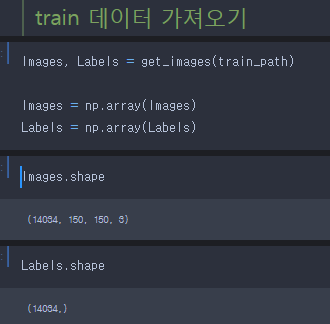 train 데이터 가져오기
Images, Labels = get_images(train_path)
Images = np.array(Images)
Labels = np.array(Labels)
Images.shape
(14034, 150, 150, 3)
Labels.shape
(14034,)